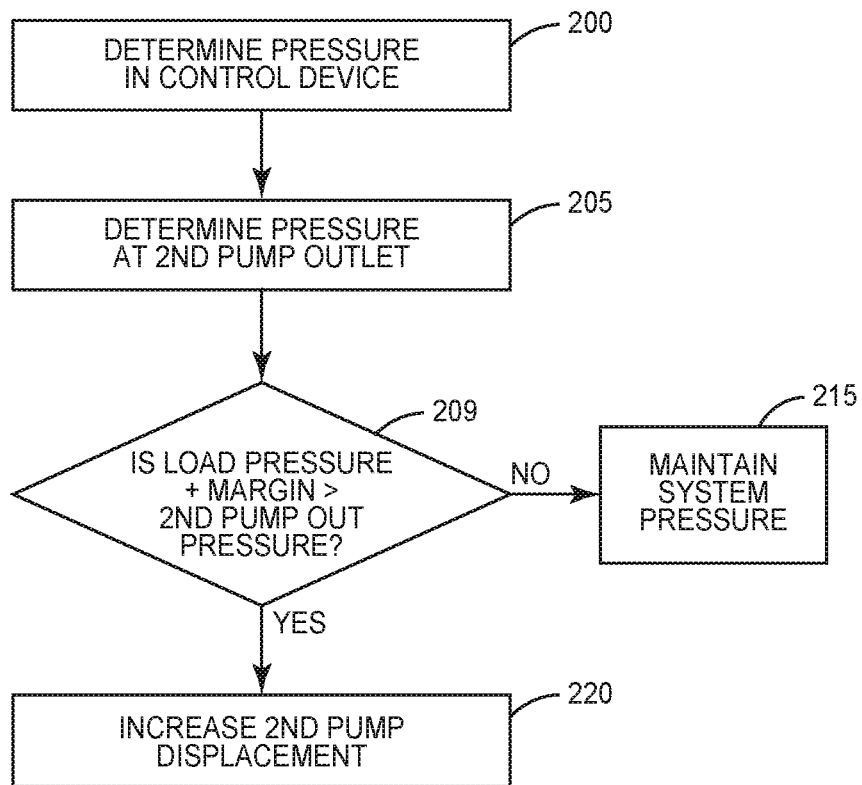 200
DETERMINE PRESSURE
IN CONTROL DEVICE
205
DETERMINE PRESSURE
AT 2ND PUMP OUTLET
209
215
IS LOAD PRESSURE
+ MARGIN >
2ND PUMP OUT
PRESSURE?
NO
MAINTAIN
SYSTEM
PRESSURE
YES
220
INCREASE 2ND PUMP
DISPLACEMENT